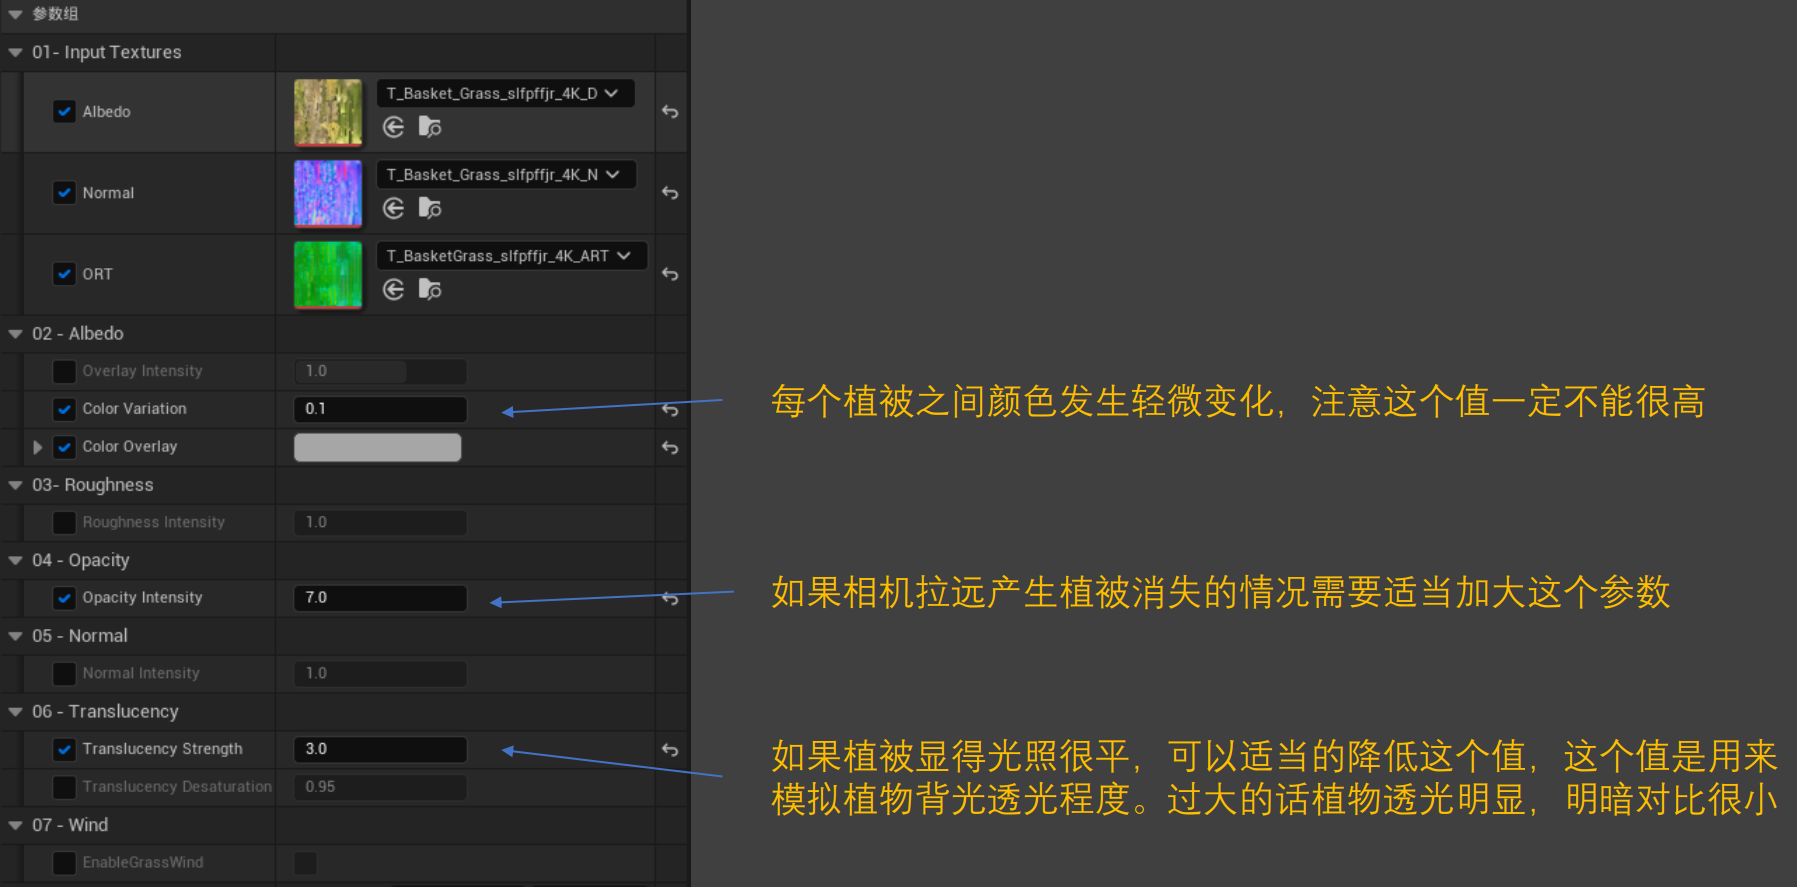 参数组
01- Input Textures
Albedo
T_Basket_Grass_slfpffjr_4K_D
Normal
T_Basket_Grass_slfpffjr_4K_N
ORT
T_BasketGrass_slfpffjr_4K_ART
02 - Albedo
Overlay Intensity 1.0
Color Variation 0.1
每个植被之间颜色发生轻微变化，注意这个值一定不能很高
Color Overlay
03- Roughness
Roughness Intensity 1.0
04 - Opacity
Opacity Intensity 7.0
如果相机拉远产生植被消失的情况需要适当加大这个参数
05 - Normal
Normal Intensity 1.0
06 - Translucency
Translucency Strength 3.0
如果植被显得光照很平，可以适当的降低这个值，这个值是用来
模拟植物背光透光程度。过大的话植物透光明显，明暗对比很小
Translucency Desaturation 0.95
07 - Wind
EnableGrassWind